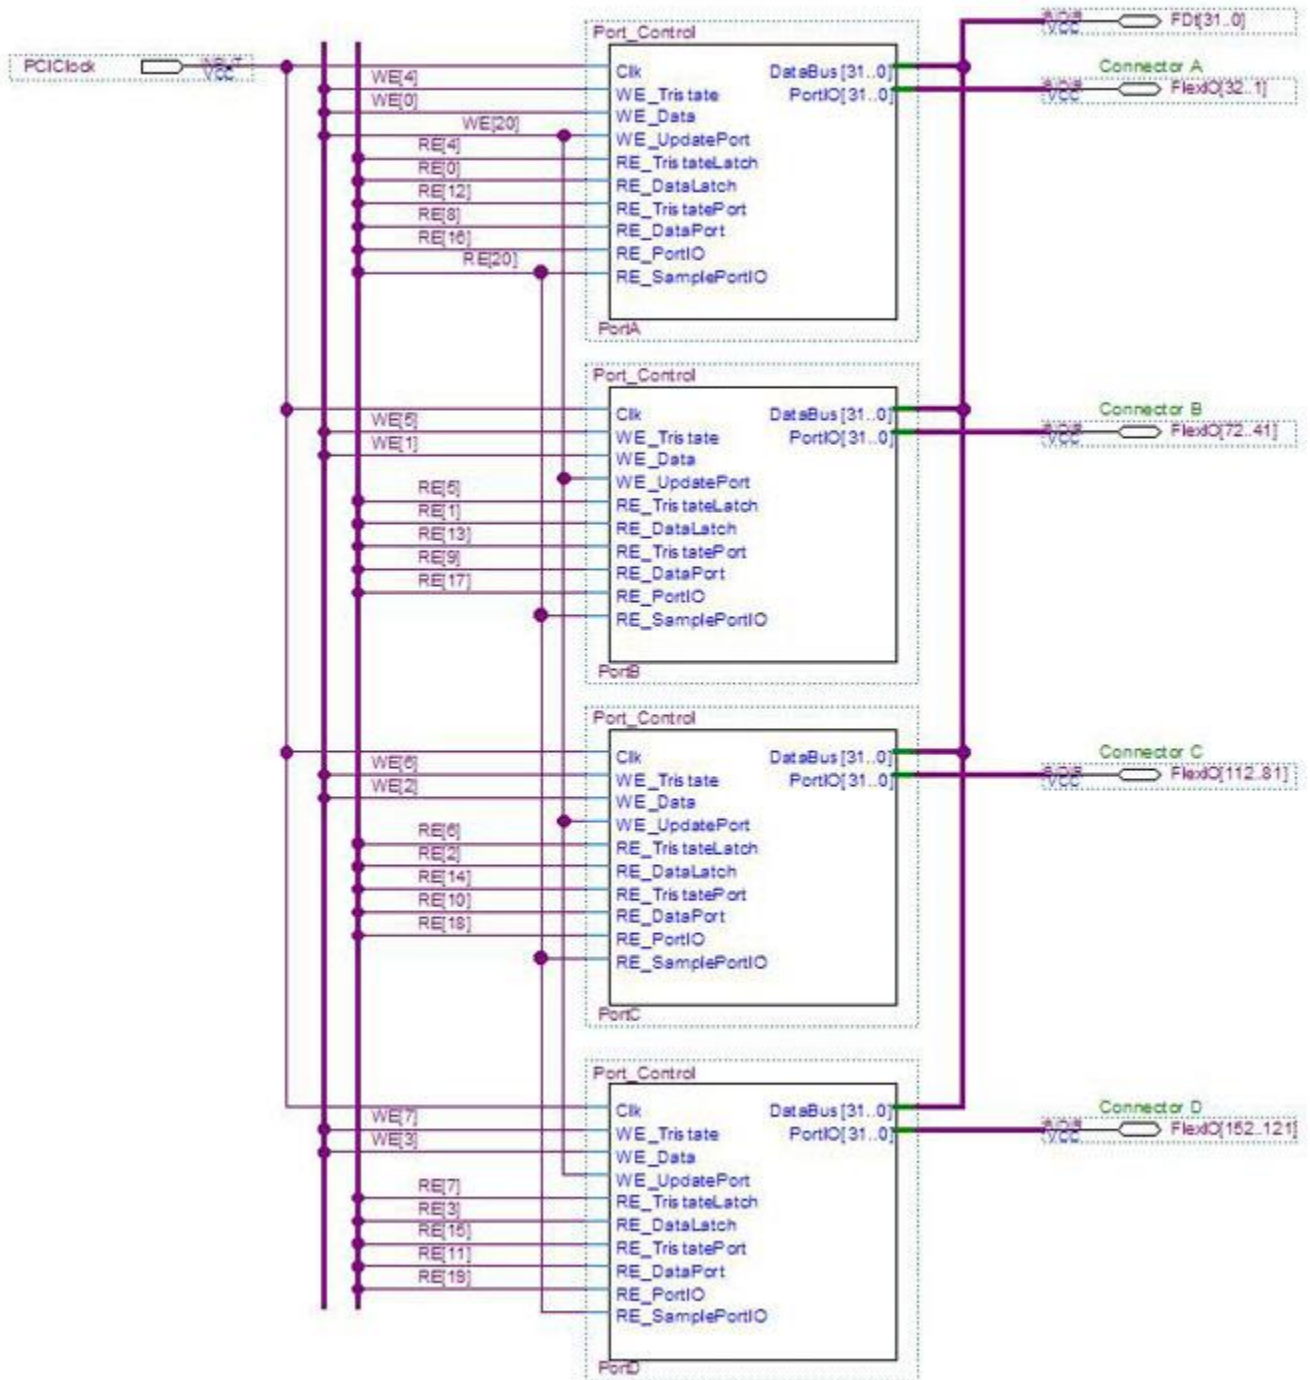 FDt[31..0]
VCC
PCIClock
VCC
Port_Control
Clk
DataBus[31..0]
Connector A
WE[4]
WE_Tristate
PortIO[31..0]
FlexIO[32..1]
VCC
WE[0]
WE_Data
WE[20]
WE_UpdatePort
RE[4]
RE_TristateLatch
RE[0]
RE_DataLatch
RE[12]
RE_TristatePort
RE[8]
RE_DataPort
RE[16]
RE_PortIO
RE[20]
RE_SamplePortIO
PortA
Port_Control
Clk
DataBus[31..0]
Connector B
WE[5]
WE_Tristate
PortIO[31..0]
FlexIO[72..41]
VCC
WE[1]
WE_Data
WE_UpdatePort
RE[5]
RE_TristateLatch
RE[1]
RE_DataLatch
RE[13]
RE_TristatePort
RE[9]
RE_DataPort
RE[17]
RE_PortIO
RE_SamplePortIO
PortB
Port_Control
Clk
DataBus[31..0]
Connector C
WE[6]
WE_Tristate
PortIO[31..0]
FlexIO[112..81]
VCC
WE[2]
WE_Data
WE_UpdatePort
RE[6]
RE_TristateLatch
RE[2]
RE_DataLatch
RE[14]
RE_TristatePort
RE[10]
RE_DataPort
RE[18]
RE_PortIO
RE_SamplePortIO
PortC
Port_Control
Clk
DataBus[31..0]
Connector D
WE[7]
WE_Tristate
PortIO[31..0]
FlexIO[152..121]
VCC
WE[3]
WE_Data
WE_UpdatePort
RE[7]
RE_TristateLatch
RE[3]
RE_DataLatch
RE[15]
RE_TristatePort
RE[11]
RE_DataPort
RE[19]
RE_PortIO
RE_SamplePortIO
PortD